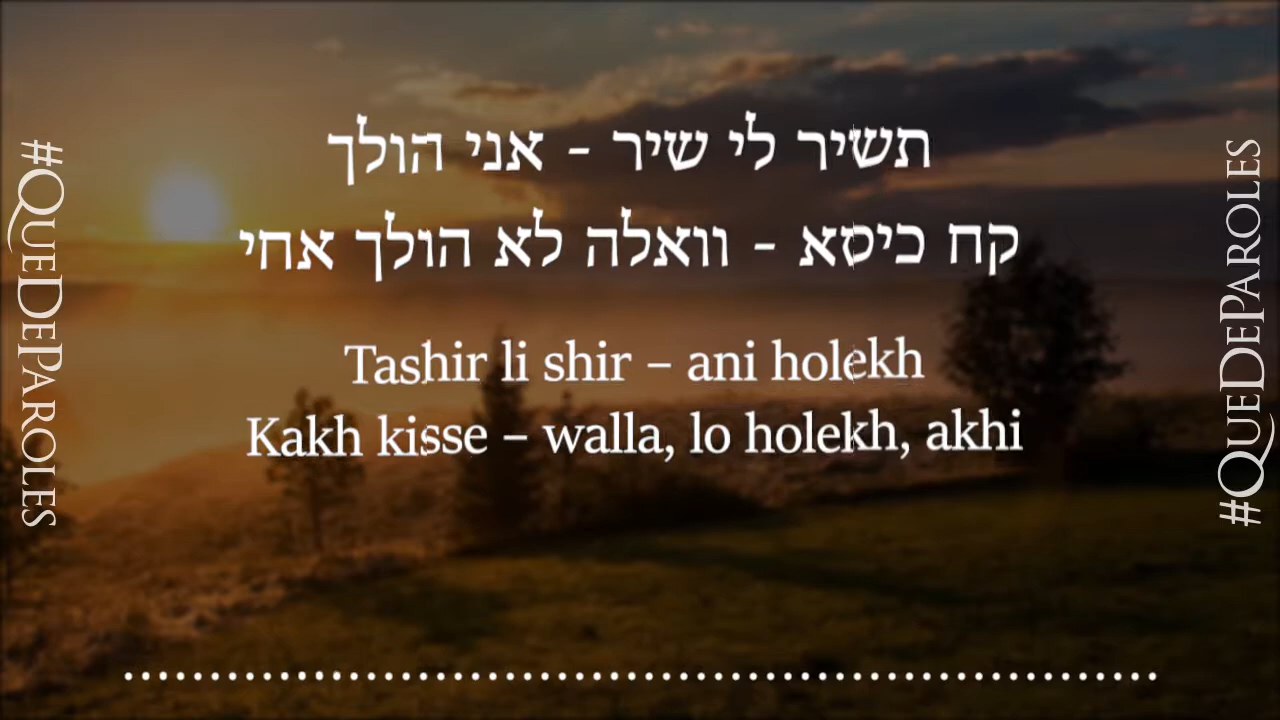 תשיר לי שיר - אני הולך
קח כיסא - וואלה לא הולך אחי
Tashir li shir – ani holekh
Kakh kisse – walla, lo holekh, akhi
#QUEDEPAROLES
#QUEDEPAROLES